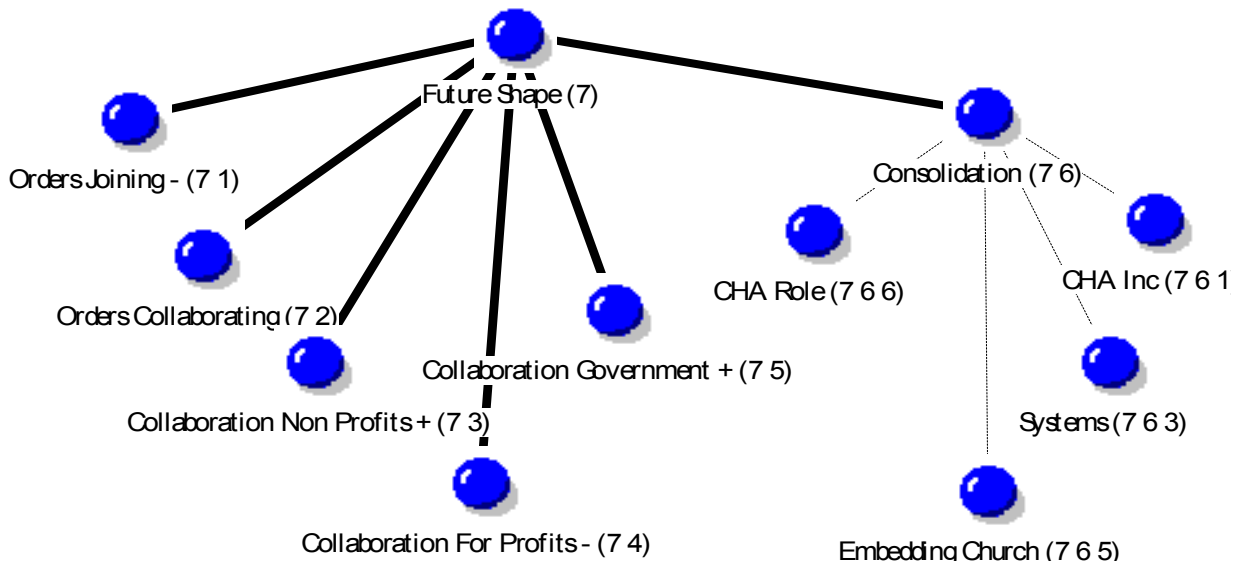 Future Shape (7)
Orders Joining - (7 1)
Consolidation (7 6)
Orders Collaborating (7 2)
CHA Role (7 6 6)
CHA Inc (7 6 1
Collaboration Government + (7 5)
Collaboration Non Profits + (7 3)
Systems (7 6 3)
Collaboration For Profits - (7 4)
Embedding Church (7 6 5)